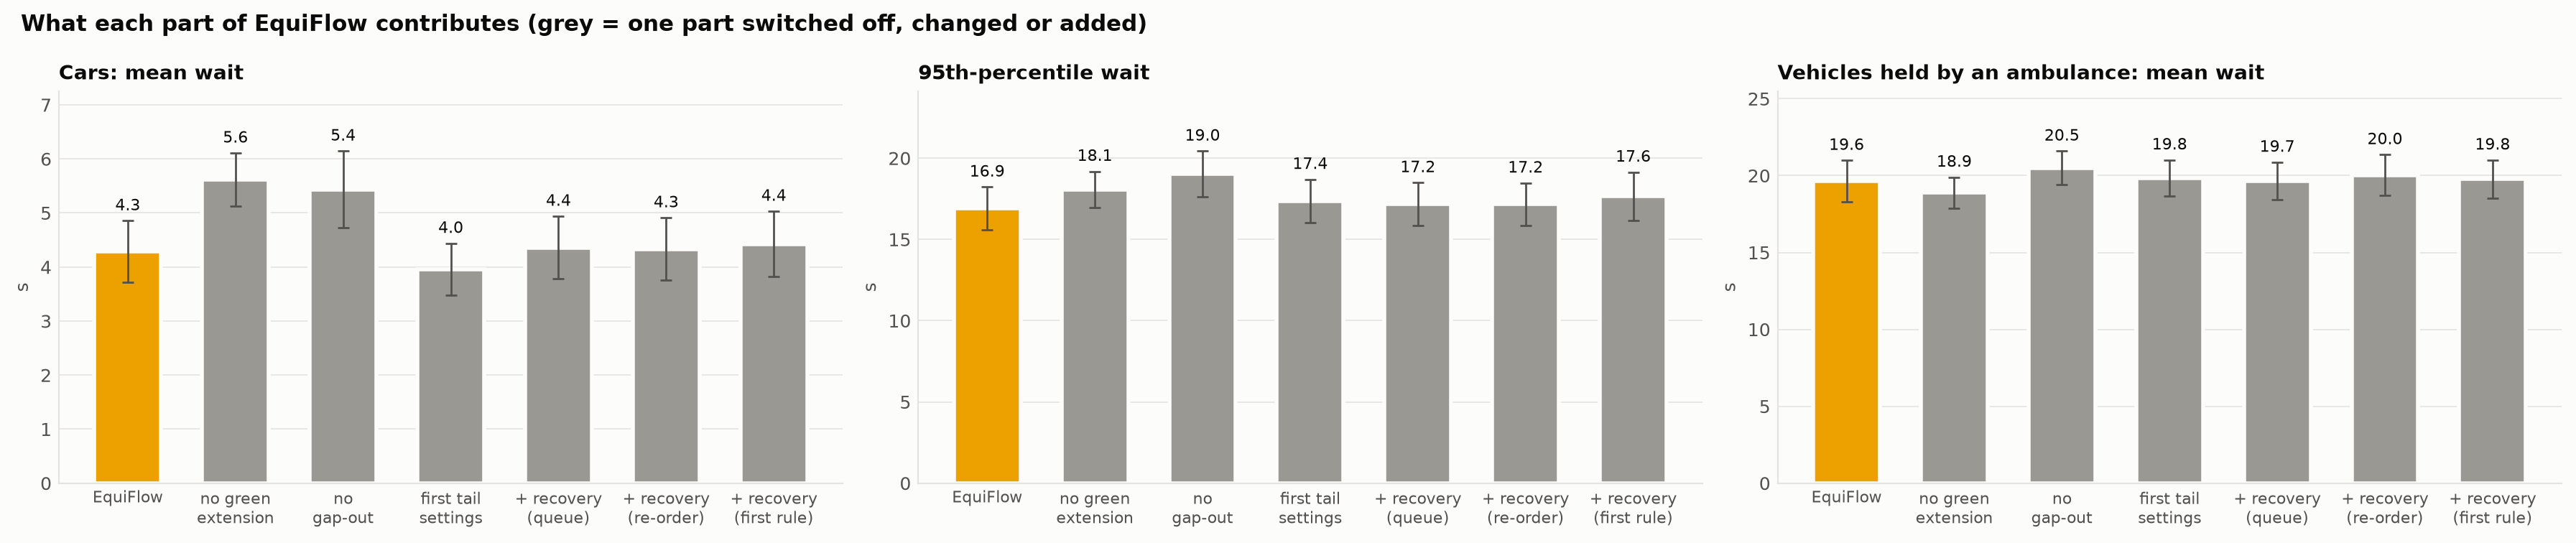 What each part of EquiFlow contributes (grey = one part switched off, changed or added)
Cars: mean wait
7
6
5
4
3
2
1
0
s
4.3
5.6
5.4
4.0
4.4
4.3
4.4
EquiFlow
no green
extension
no
gap-out
first tail
settings
+ recovery
(queue)
+ recovery
(re-order)
+ recovery
(first rule)
95th-percentile wait
20
15
10
5
0
s
16.9
18.1
19.0
17.4
17.2
17.2
17.6
EquiFlow
no green
extension
no
gap-out
first tail
settings
+ recovery
(queue)
+ recovery
(re-order)
+ recovery
(first rule)
Vehicles held by an ambulance: mean wait
25
20
15
10
5
0
s
19.6
18.9
20.5
19.8
19.7
20.0
19.8
EquiFlow
no green
extension
no
gap-out
first tail
settings
+ recovery
(queue)
+ recovery
(re-order)
+ recovery
(first rule)